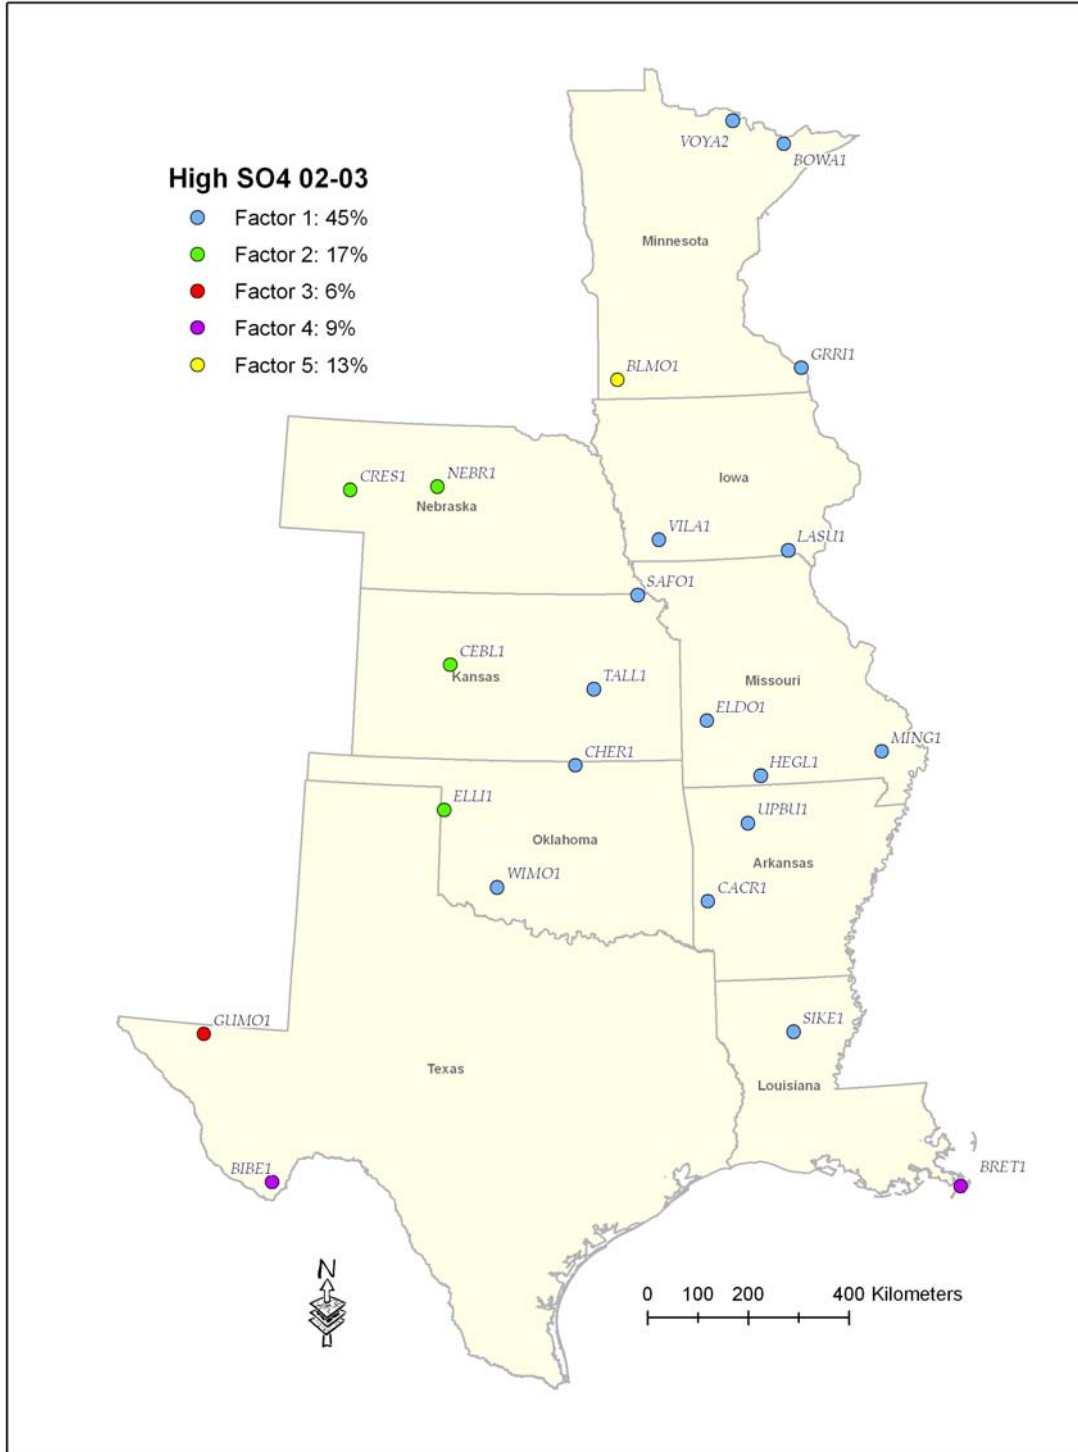 VOYA2
BOWA1
High SO4 02-03
Factor 1: 45%
Factor 2: 17%
Factor 3: 6%
Factor 4: 9%
Factor 5: 13%
Minnesota
GRRI1
BLMO1
CRES1
NEBR1
Nebraska
Iowa
VILA1
LASU1
SAFO1
CEBL1
Kansas
TALL1
Missouri
ELDO1
MING1
CHER1
HEGL1
ELLI1
UPBU1
Oklahoma
Arkansas
WIMO1
CACR1
GUMO1
SIKE1
Texas
Louisiana
BIBE1
BRET1
N
0 100 200 400 Kilometers